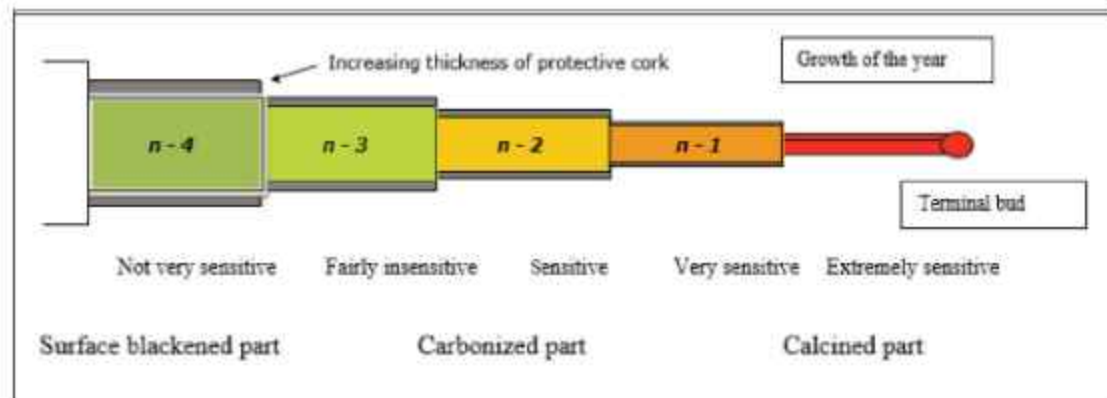 Increasing thickness of protective cork
Growth of the year
n - 4
n - 3
n - 2
n - 1
Terminal bud
Not very sensitive
Fairly insensitive
Sensitive
Very sensitive
Extremely sensitive
Surface blackened part
Carbonized part
Calcined part